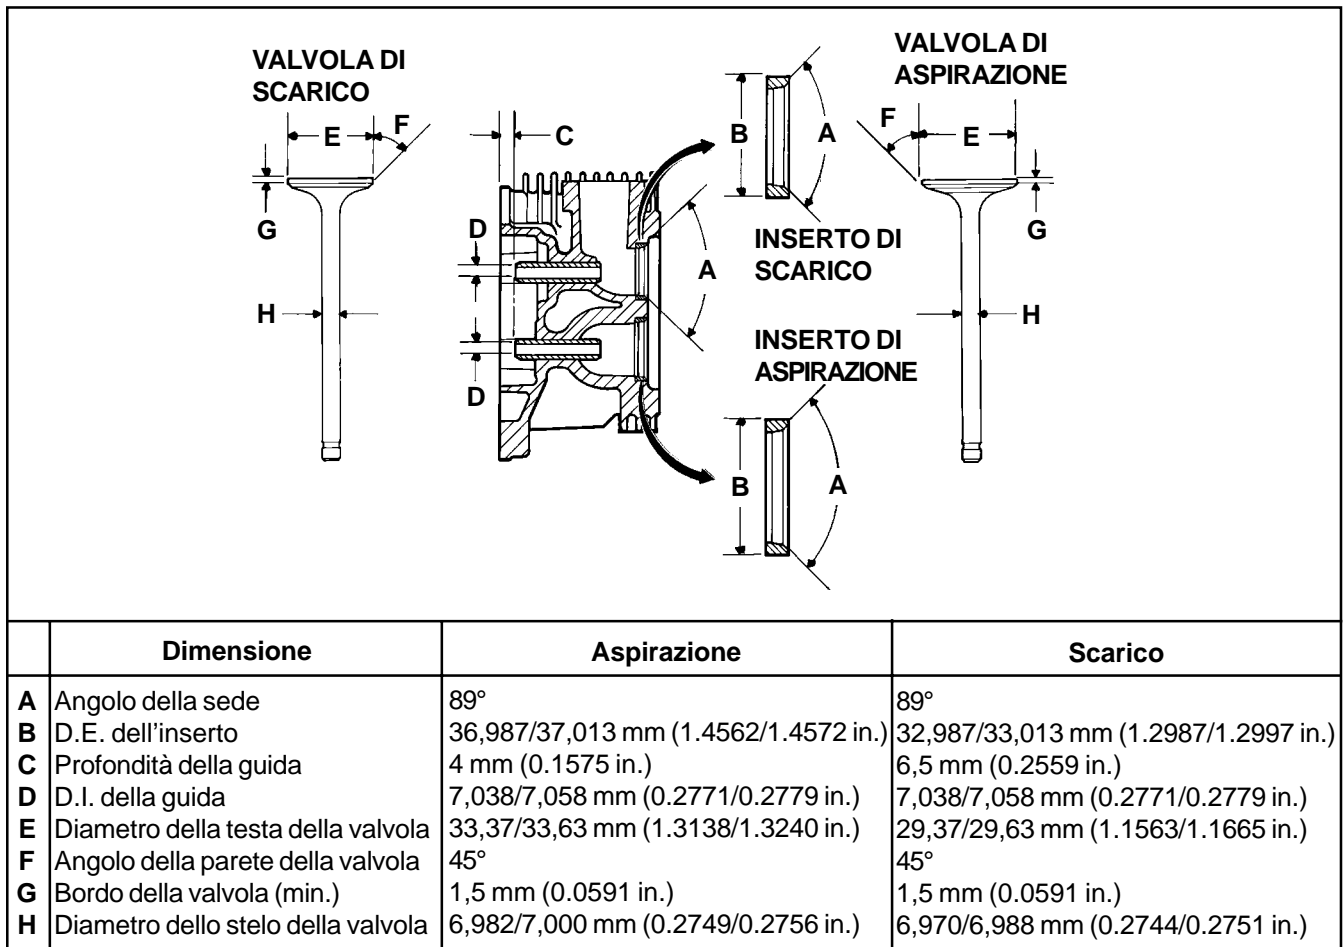 VALVOLA DI
SCARICO
E
F
G
H
C
D
D
A
B
A
INSERTO DI
SCARICO
INSERTO DI
ASPIRAZIONE
B
A
VALVOLA DI
ASPIRAZIONE
F
E
G
H
Dimensione Aspirazione Scarico
A Angolo della sede 89° 89°
B D.E. dell'inserto 36,987/37,013 mm (1.4562/1.4572 in.) 32,987/33,013 mm (1.2987/1.2997 in.)
C Profondità della guida 4 mm (0.1575 in.) 6,5 mm (0.2559 in.)
D D.I. della guida 7,038/7,058 mm (0.2771/0.2779 in.) 7,038/7,058 mm (0.2771/0.2779 in.)
E Diametro della testa della valvola 33,37/33,63 mm (1.3138/1.3240 in.) 29,37/29,63 mm (1.1563/1.1665 in.)
F Angolo della parete della valvola 45° 45°
G Bordo della valvola (min.) 1,5 mm (0.0591 in.) 1,5 mm (0.0591 in.)
H Diametro dello stelo della valvola 6,982/7,000 mm (0.2749/0.2756 in.) 6,970/6,988 mm (0.2744/0.2751 in.)